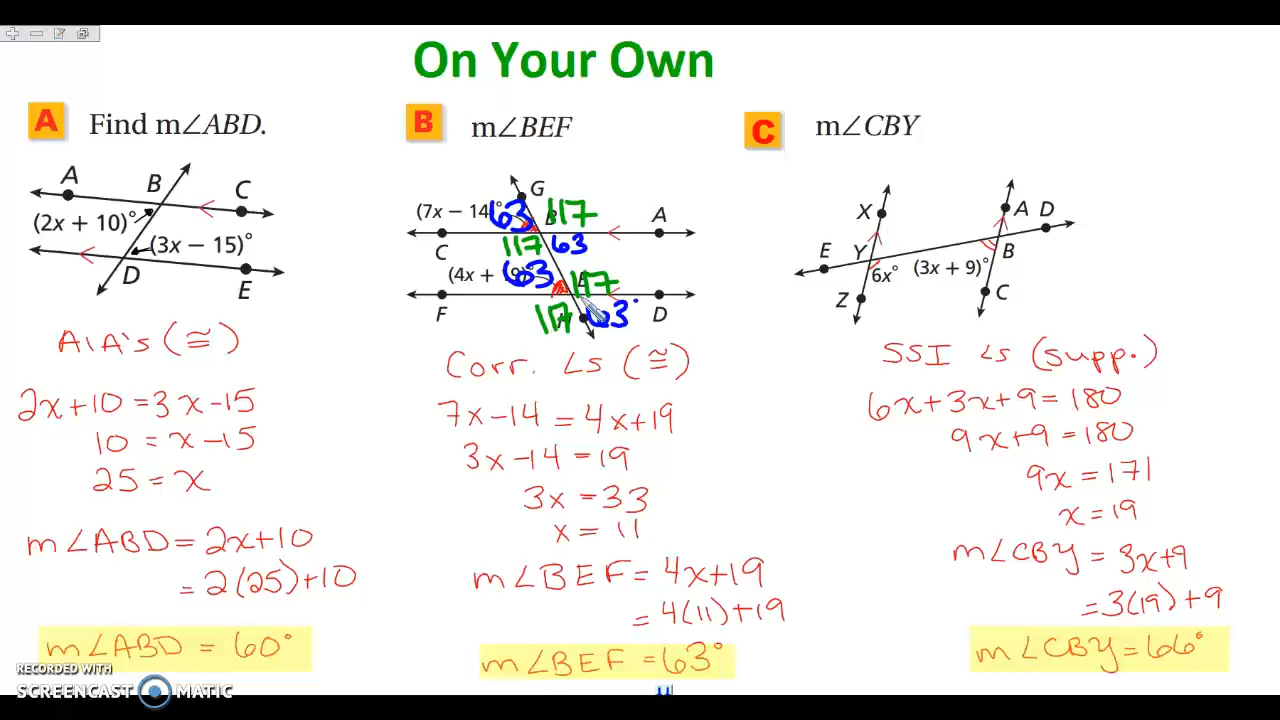 On Your Own
A Find m∠ABD.
A
B
C
(2x + 10)°
(3x − 15)°
D
E
AIA's (≅)
2x+10 = 3x-15
10 = x-15
25 = x
m∠ABD = 2x+10
= 2(25)+10
m∠ABD = 60°
B m∠BEF
G
(7x − 14)°
63
117
B
A
C
117
63
(4x + 9)°
63
117
E
F
117
H
63°
D
Corr. ∠s (≅)
7x-14 = 4x+19
3x-14 = 19
3x = 33
x = 11
m∠BEF = 4x+19
= 4(11)+19
m∠BEF = 63°
C m∠CBY
X
A
D
E
Y
B
6x°
(3x + 9)°
Z
C
SSI ∠s (supp.)
6x+3x+9 = 180
9x+9 = 180
9x = 171
x = 19
m∠CBY = 3x+9
= 3(19)+9
m∠CBY = 66°
RECORDED WITH
SCREENCAST MATIC